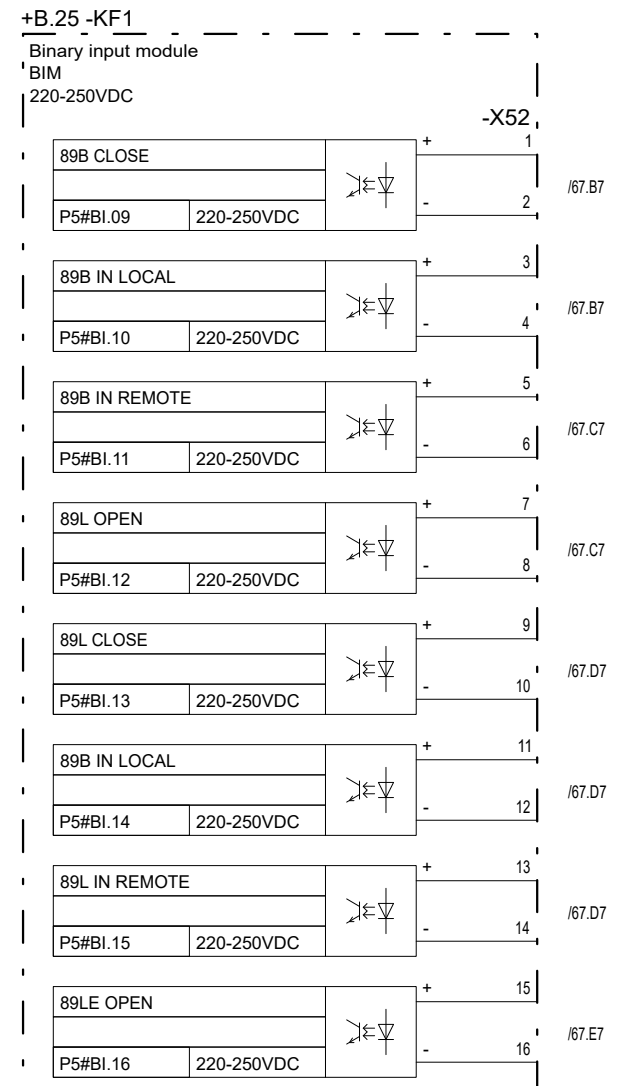 +B.25 -KF1
Binary input module
BIM
220-250VDC
-X52
89B CLOSE
+ 1
- 2
/67.B7
P5#BI.09 220-250VDC
89B IN LOCAL
+ 3
- 4
/67.B7
P5#BI.10 220-250VDC
89B IN REMOTE
+ 5
- 6
/67.C7
P5#BI.11 220-250VDC
89L OPEN
+ 7
- 8
/67.C7
P5#BI.12 220-250VDC
89L CLOSE
+ 9
- 10
/67.D7
P5#BI.13 220-250VDC
89B IN LOCAL
+ 11
- 12
/67.D7
P5#BI.14 220-250VDC
89L IN REMOTE
+ 13
- 14
/67.D7
P5#BI.15 220-250VDC
89LE OPEN
+ 15
- 16
/67.E7
P5#BI.16 220-250VDC